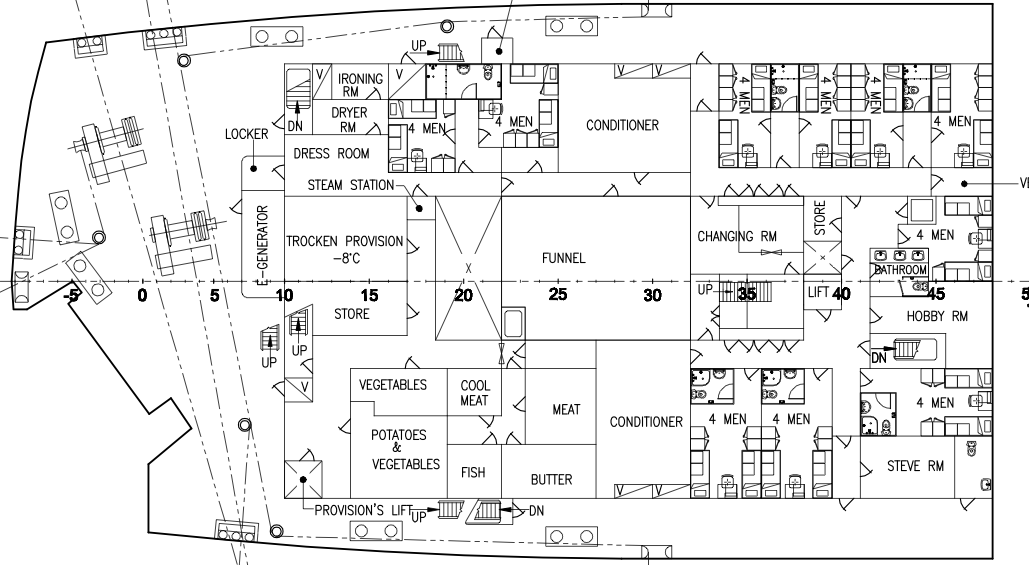 UP
V
IRONING
RM
V
V V
DN
DRYER
RM
4 MEN
4 MEN
CONDITIONER
4 MEN
4 MEN
4 MEN
4 MEN
LOCKER
DRESS ROOM
STEAM STATION
VE
E-GENERATOR
TROCKEN PROVISION
-8°C
X
FUNNEL
CHANGING RM
STORE
X
4 MEN
BATHROOM
-5 0 5 10 15 20 25 30 35 40 45 5
UP
LIFT
STORE
HOBBY RM
UP
UP
DN
V
VEGETABLES
COOL
MEAT
MEAT
CONDITIONER
4 MEN
4 MEN
4 MEN
POTATOES
&
VEGETABLES
FISH
BUTTER
STEVE RM
V V
PROVISION'S LIFT
UP
DN